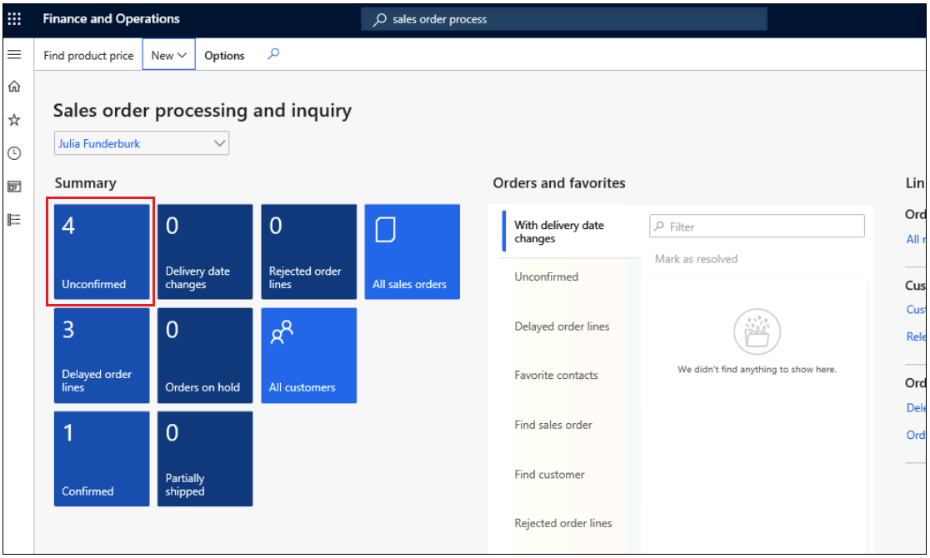 Finance and Operations
sales order process
Find product price
New
Options
Sales order processing and inquiry
Julia Funderburk
Summary
4
Unconfirmed
0
Delivery date
changes
0
Rejected order
lines
All sales orders
3
Delayed order
lines
0
Orders on hold
All customers
1
Confirmed
0
Partially
shipped
Orders and favorites
With delivery date
changes
Unconfirmed
Delayed order lines
Favorite contacts
Find sales order
Find customer
Rejected order lines
Filter
Mark as resolved
We didn't find anything to show here.
Lin
Ord
All
Cus
Cust
Rele
Ord
Dele
Ord